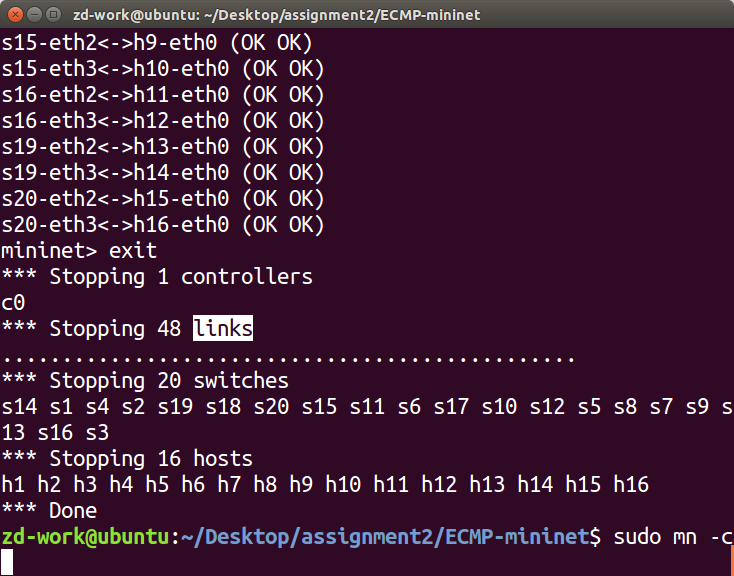 zd-work@ubuntu: ~/Desktop/assignment2/ECMP-mininet
s15-eth2<->h9-eth0 (OK OK)
s15-eth3<->h10-eth0 (OK OK)
s16-eth2<->h11-eth0 (OK OK)
s16-eth3<->h12-eth0 (OK OK)
s19-eth2<->h13-eth0 (OK OK)
s19-eth3<->h14-eth0 (OK OK)
s20-eth2<->h15-eth0 (OK OK)
s20-eth3<->h16-eth0 (OK OK)
mininet> exit
*** Stopping 1 controllers
c0
*** Stopping 48 links
................................................
*** Stopping 20 switches
s14 s1 s4 s2 s19 s18 s20 s15 s11 s6 s17 s10 s12 s5 s8 s7 s9 s
13 s16 s3
*** Stopping 16 hosts
h1 h2 h3 h4 h5 h6 h7 h8 h9 h10 h11 h12 h13 h14 h15 h16
*** Done
zd-work@ubuntu:~/Desktop/assignment2/ECMP-mininet$ sudo mn -c